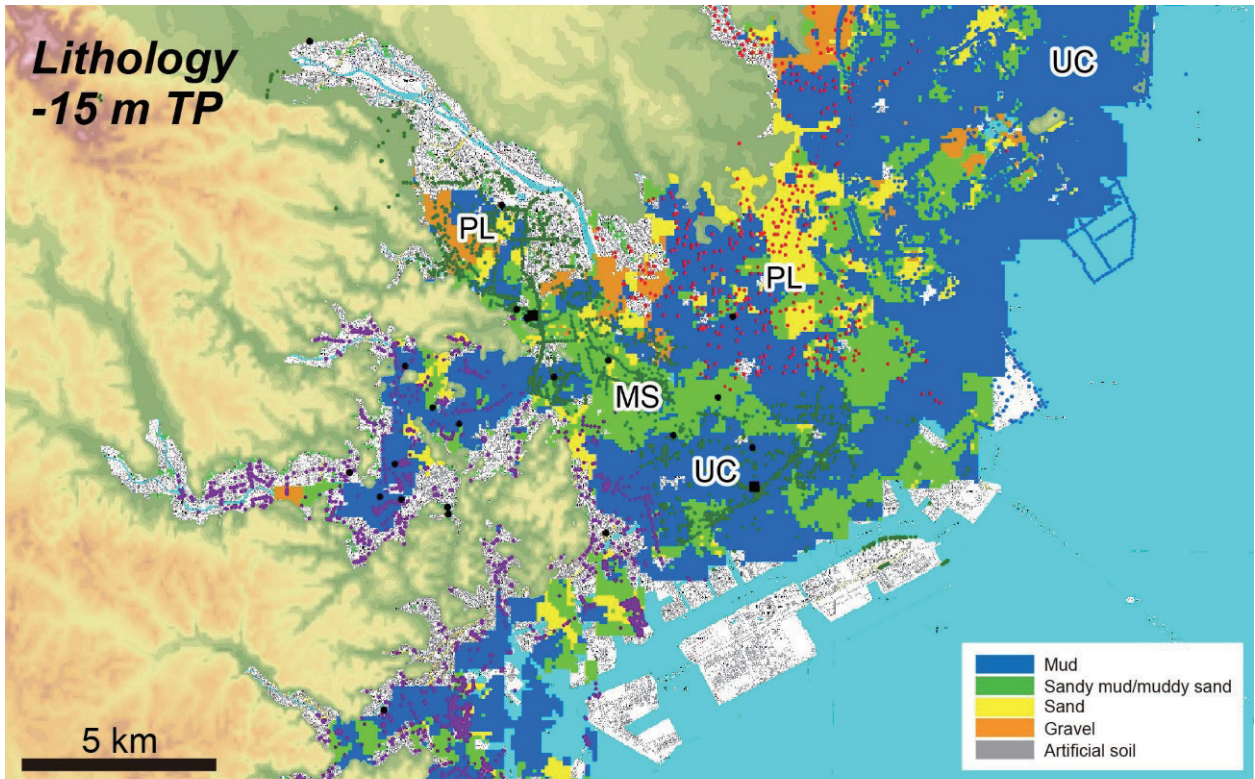 Lithology
-15 m TP
UC
PL
PL
MS
UC
Mud
Sandy mud/muddy sand
Sand
Gravel
Artificial soil
5 km